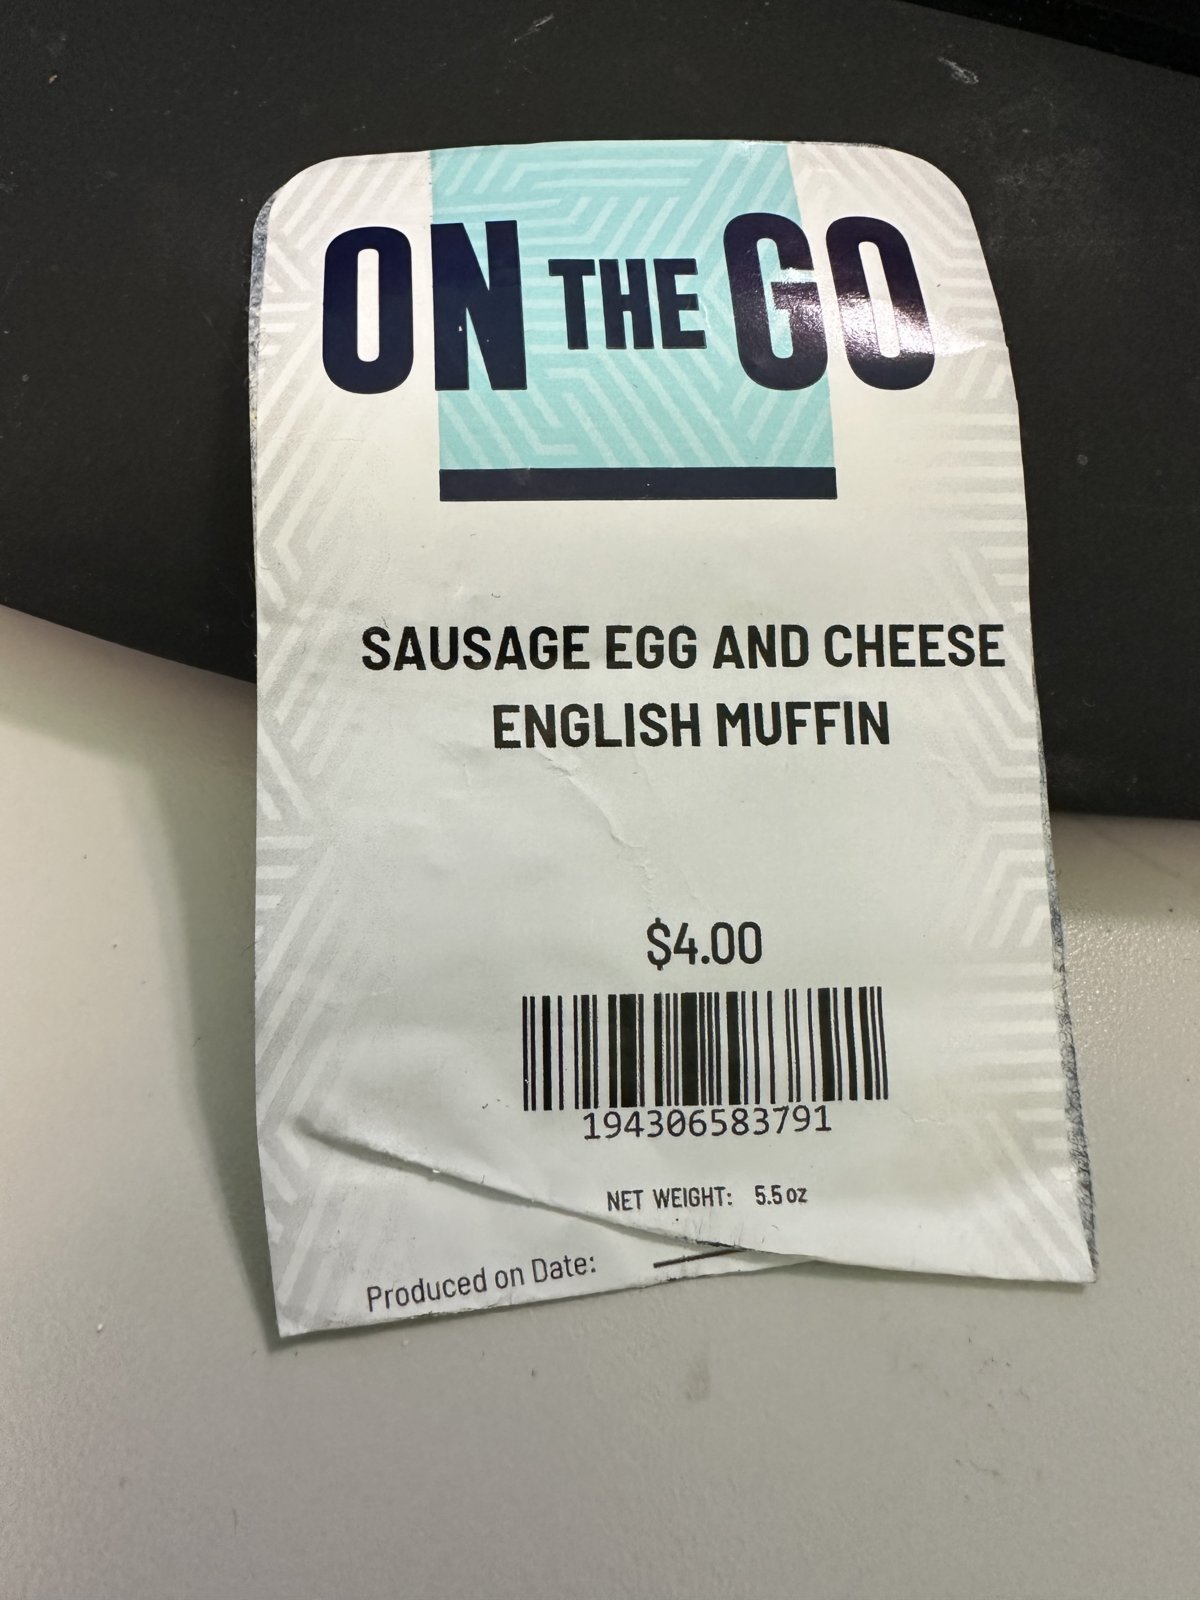 ON THE GO
SAUSAGE EGG AND CHEESE
ENGLISH MUFFIN
$4.00
194306583791
NET WEIGHT: 5.5 oz
Produced on Date: